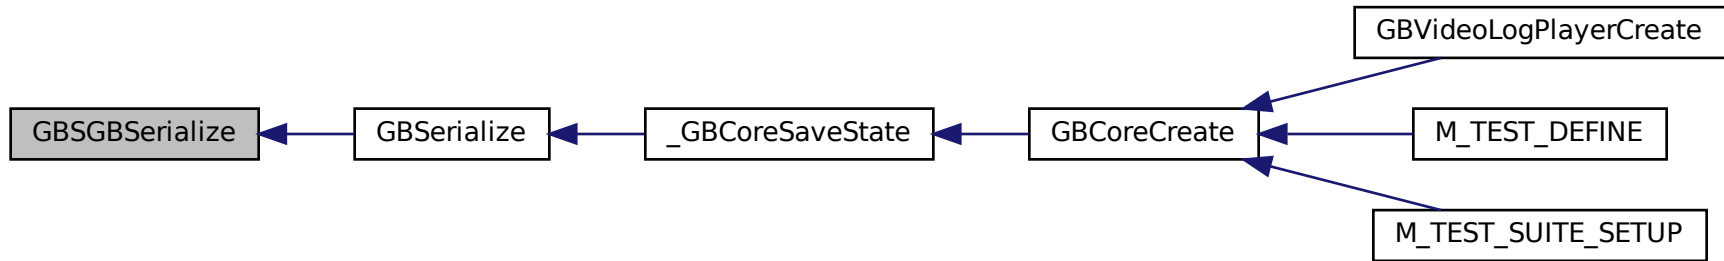 GBVideoLogPlayerCreate
GBSGBSerialize
GBSerialize
_GBCoreSaveState
GBCoreCreate
M_TEST_DEFINE
M_TEST_SUITE_SETUP